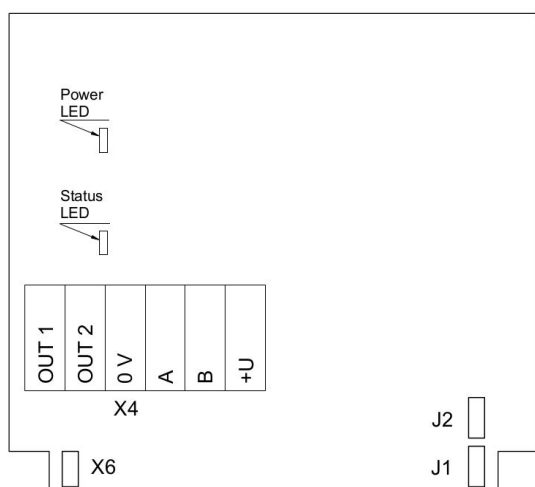 Power
LED
Status
LED
OUT 1
OUT 2
0 V
A
B
+U
X4
J2
X6
J1